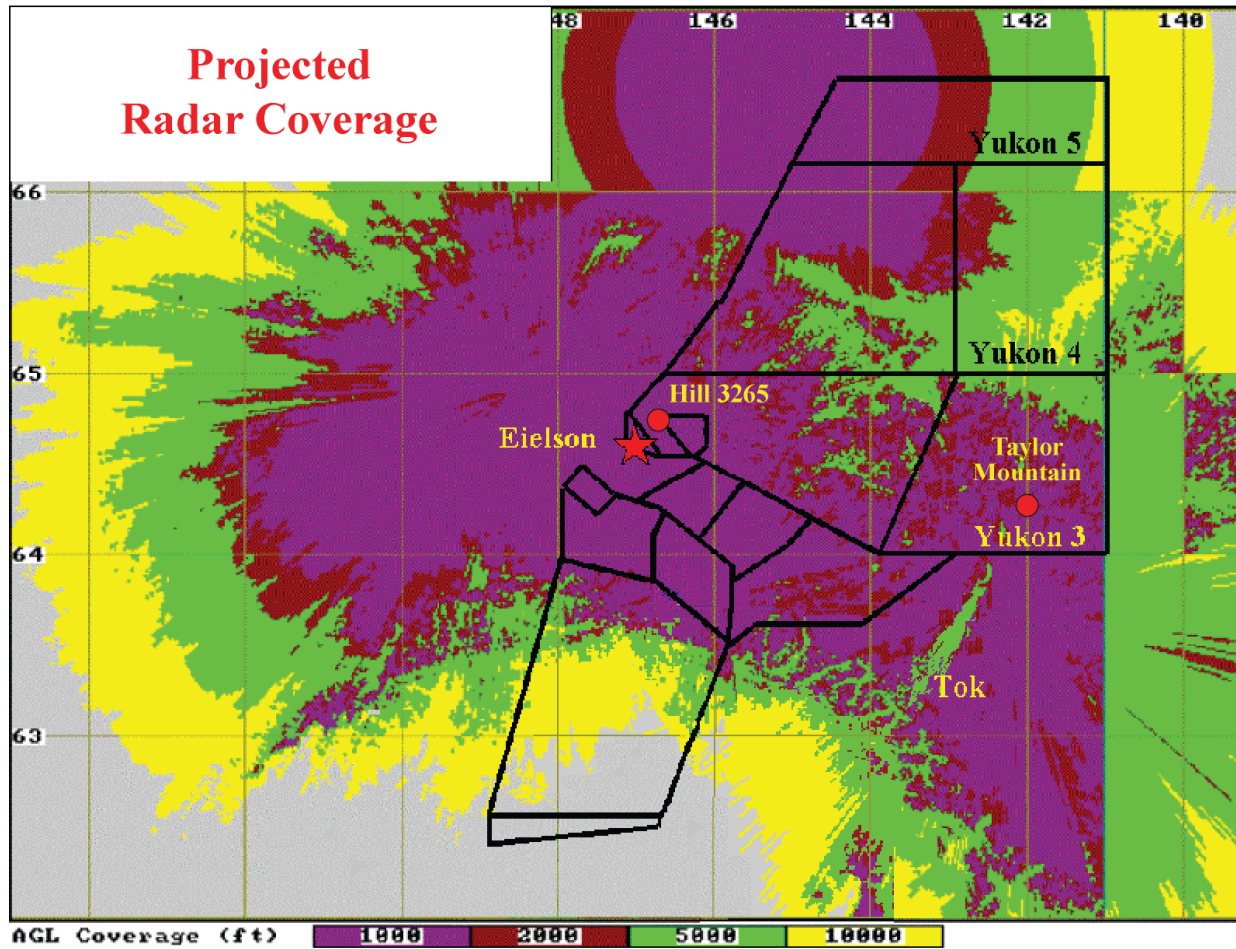 Projected
Radar Coverage
48 146 144 142 140
Yukon 5
66
Yukon 4
65
Hill 3265
Eielson
Taylor
Mountain
Yukon 3
64
Tok
63
AGL Coverage (ft) 1000 2000 5000 10000